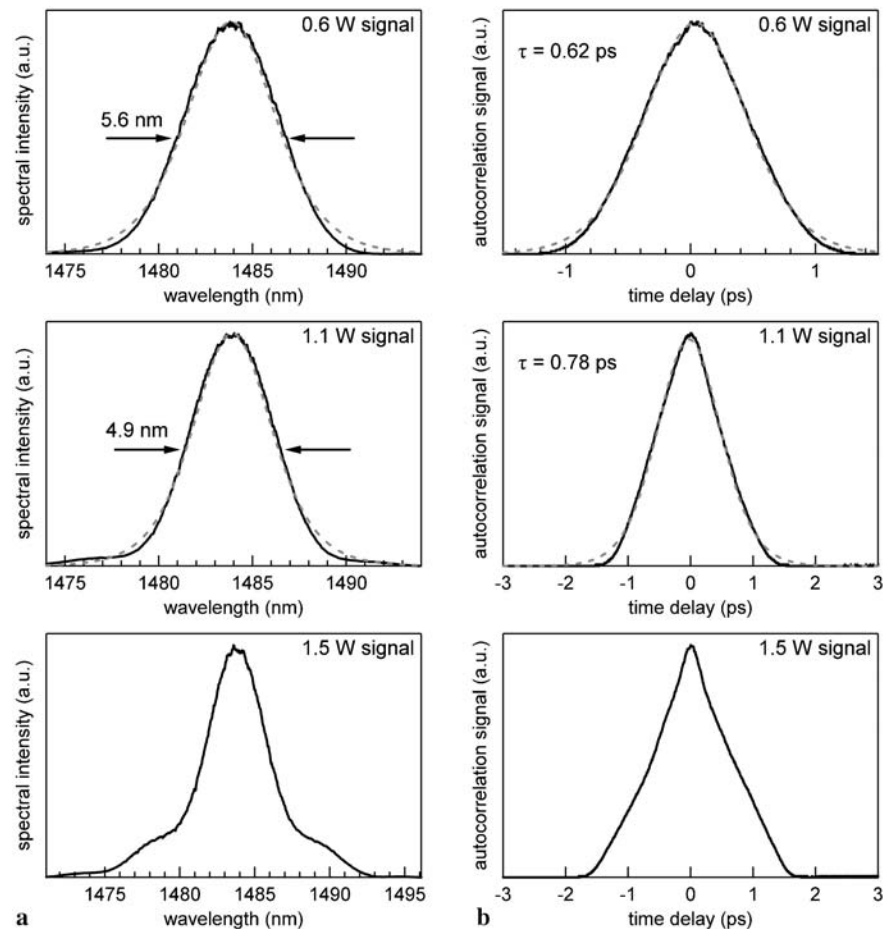 0.6 W signal
5.6 nm
spectral intensity (a.u.)
1475 1480 1485 1490
wavelength (nm)
0.6 W signal
τ = 0.62 ps
autocorrelation signal (a.u.)
-1 0 1
time delay (ps)
1.1 W signal
4.9 nm
spectral intensity (a.u.)
1475 1480 1485 1490
wavelength (nm)
1.1 W signal
τ = 0.78 ps
autocorrelation signal (a.u.)
-3 -2 -1 0 1 2 3
time delay (ps)
1.5 W signal
spectral intensity (a.u.)
1475 1480 1485 1490 1495
wavelength (nm)
a
1.5 W signal
autocorrelation signal (a.u.)
-3 -2 -1 0 1 2 3
time delay (ps)
b